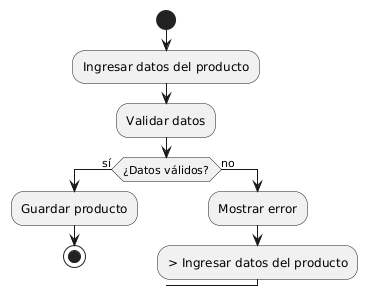 Ingresar datos del producto
Validar datos
¿Datos válidos?
sí
no
Guardar producto
Mostrar error
> Ingresar datos del producto